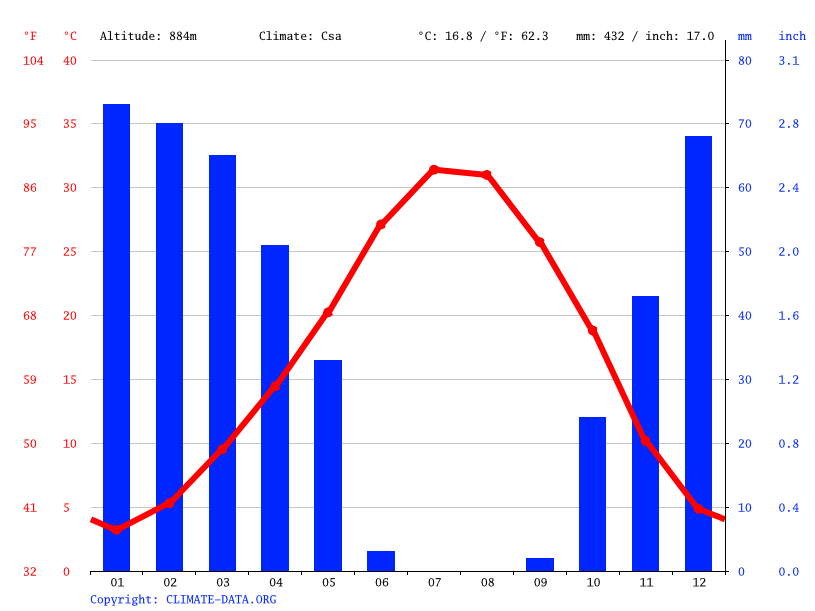 °F °C Altitude: 884m Climate: Csa °C: 16.8 / °F: 62.3 mm: 432 / inch: 17.0 mm inch
104 40 80 3.1
95 35 70 2.8
86 30 60 2.4
77 25 50 2.0
68 20 40 1.6
59 15 30 1.2
50 10 20 0.8
41 5 10 0.4
32 0 0 0.0
01 02 03 04 05 06 07 08 09 10 11 12
Copyright: CLIMATE-DATA.ORG